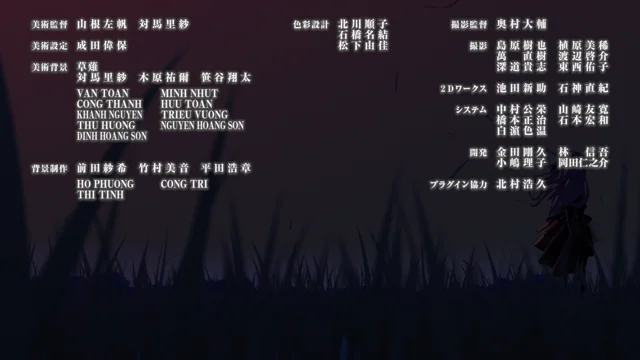 美術監督 山根左帆 対馬里紗
美術設定 成田偉保
美術背景 草薙
対馬里紗 木原祐爾 笹谷翔太
VAN TOAN MINH NHUT
CONG THANH HUU TOAN
KHANH NGUYEN TRIEU VUONG
THU HUONG NGUYEN HOANG SON
DINH HOANG SON
背景制作 前田紗希 竹村美音 平田浩章
HO PHUONG CONG TRI
THI TINH
色彩設計 北川順子
石橋名結
松下由佳
撮影監督 奥村大輔
撮影 島原樹也 植原美稀
萬直樹 渡辺啓介
深道貴志 東西佑子
2Dワークス 池田新助 石神直紀
システム 中村公栄 山崎友寛
橋本正治 石本宏和
白濵色温
開発 金田剛久 林信吾
小嶋理子 岡田仁之介
プラグイン協力 北村浩久